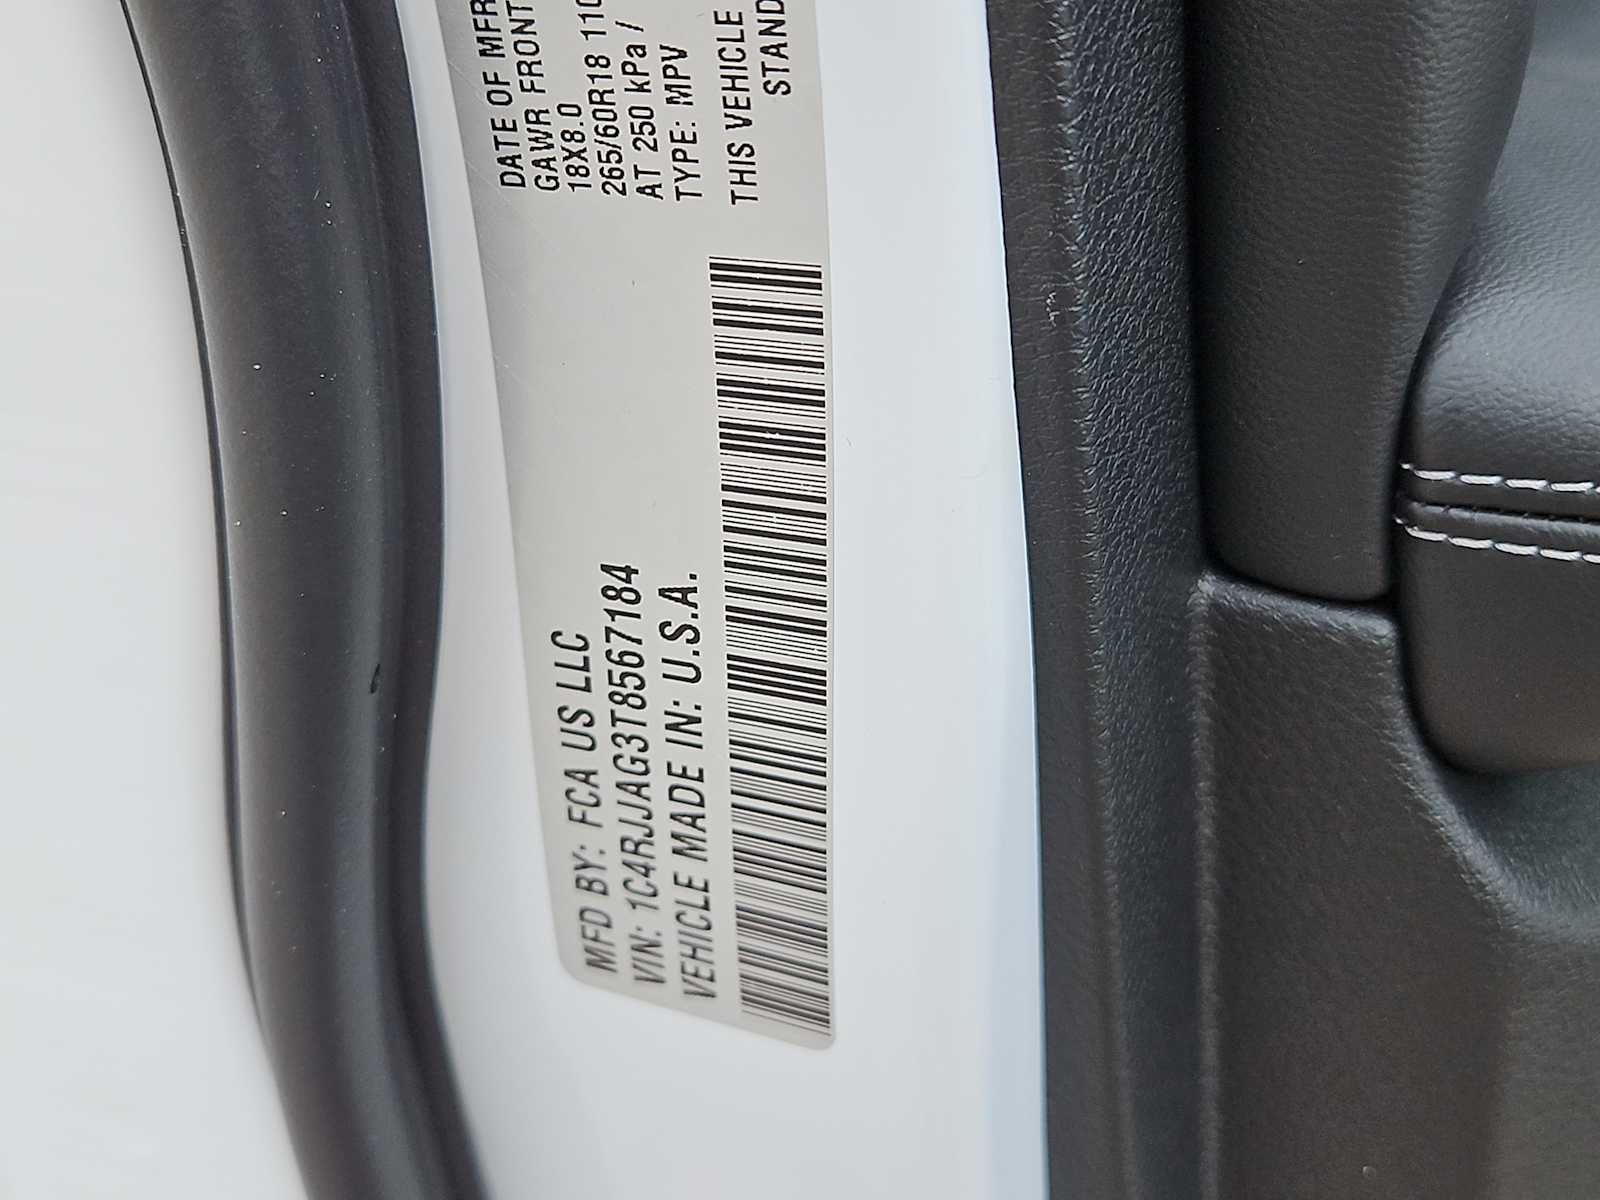 MFD BY: FCA US LLC
VIN: 1C4RJJAG3T8567184
VEHICLE MADE IN: U.S.A.
DATE OF MFR
GAWR FRONT
18X8.0
265/60R18 110
AT 250 kPa /
TYPE: MPV
THIS VEHICLE
STAND